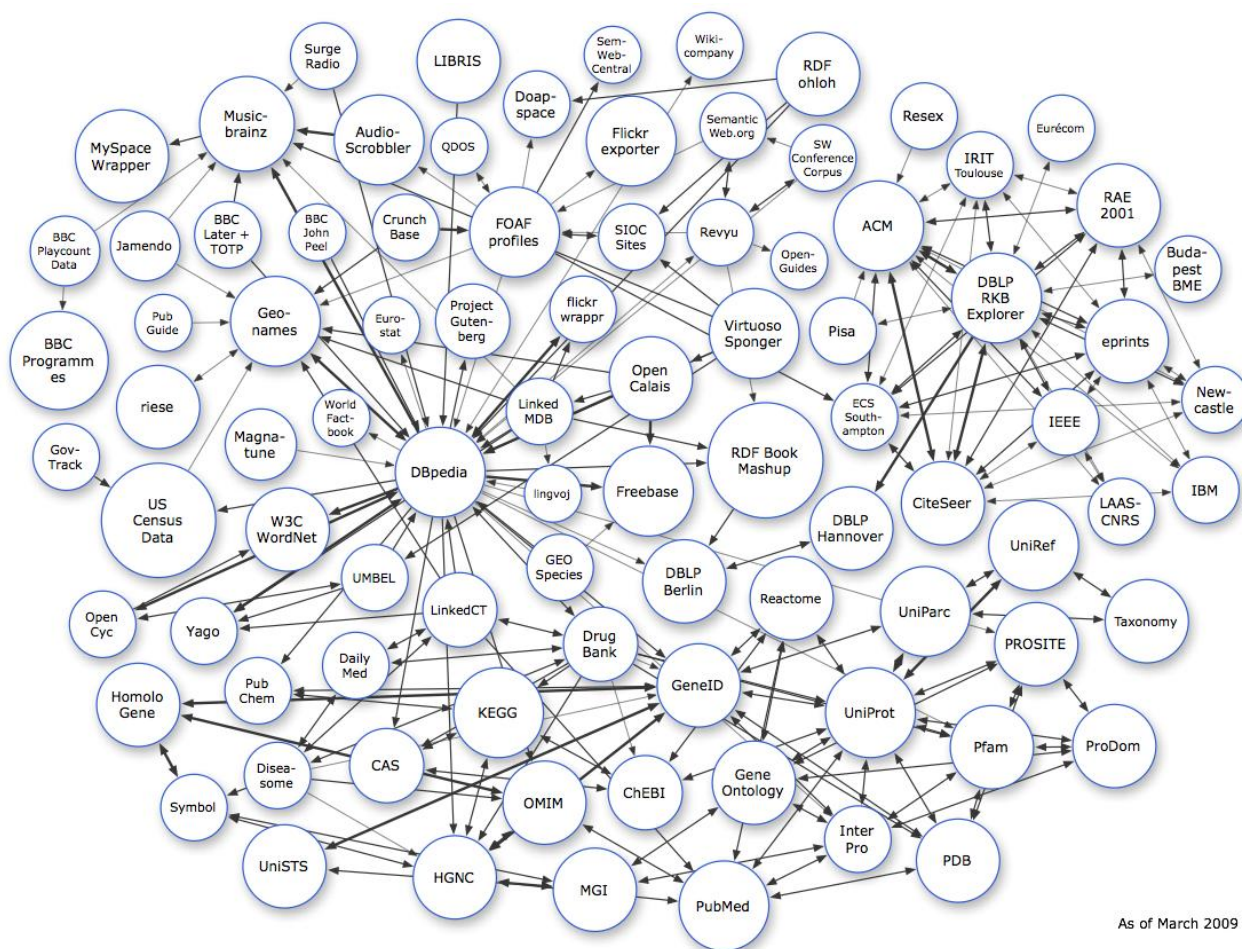 Surge
Radio
LIBRIS
Sem-
Web-
Central
Wiki-
company
RDF
ohloh
Music-
brainz
Audio-
Scrobbler
QDOS
Doap-
space
Flickr
exporter
Semantic
Web.org
SW
Conference
Corpus
Resex
Eurécom
MySpace
Wrapper
IRIT
Toulouse
BBC
Playcount
Data
Jamendo
BBC
Later +
TOTP
BBC
John
Peel
Crunch
Base
FOAF
profiles
SIOC
Sites
Revyu
Open-
Guides
ACM
RAE
2001
DBLP
RKB
Explorer
Buda-
pest
BME
Pub
Guide
Geo-
names
Euro-
stat
Project
Guten-
berg
flickr
wrappr
Virtuoso
Sponger
Pisa
eprints
BBC
Programm
es
riese
World
Fact-
book
Linked
MDB
Open
Calais
ECS
South-
ampton
IEEE
New-
castle
Gov-
Track
Magna-
tune
DBpedia
RDF Book
Mashup
US
Census
Data
W3C
WordNet
lingvoj
Freebase
DBLP
Hannover
CiteSeer
LAAS-
CNRS
IBM
UniRef
UMBEL
GEO
Species
DBLP
Berlin
Open
Cyc
Yago
LinkedCT
Reactome
UniParc
Taxonomy
Daily
Med
Drug
Bank
PROSITE
Homolo
Gene
Pub
Chem
KEGG
GeneID
UniProt
Pfam
ProDom
Disea-
some
CAS
ChEBI
Gene
Ontology
Symbol
OMIM
Inter
Pro
UniSTS
HGNC
MGI
PubMed
PDB
As of March 2009